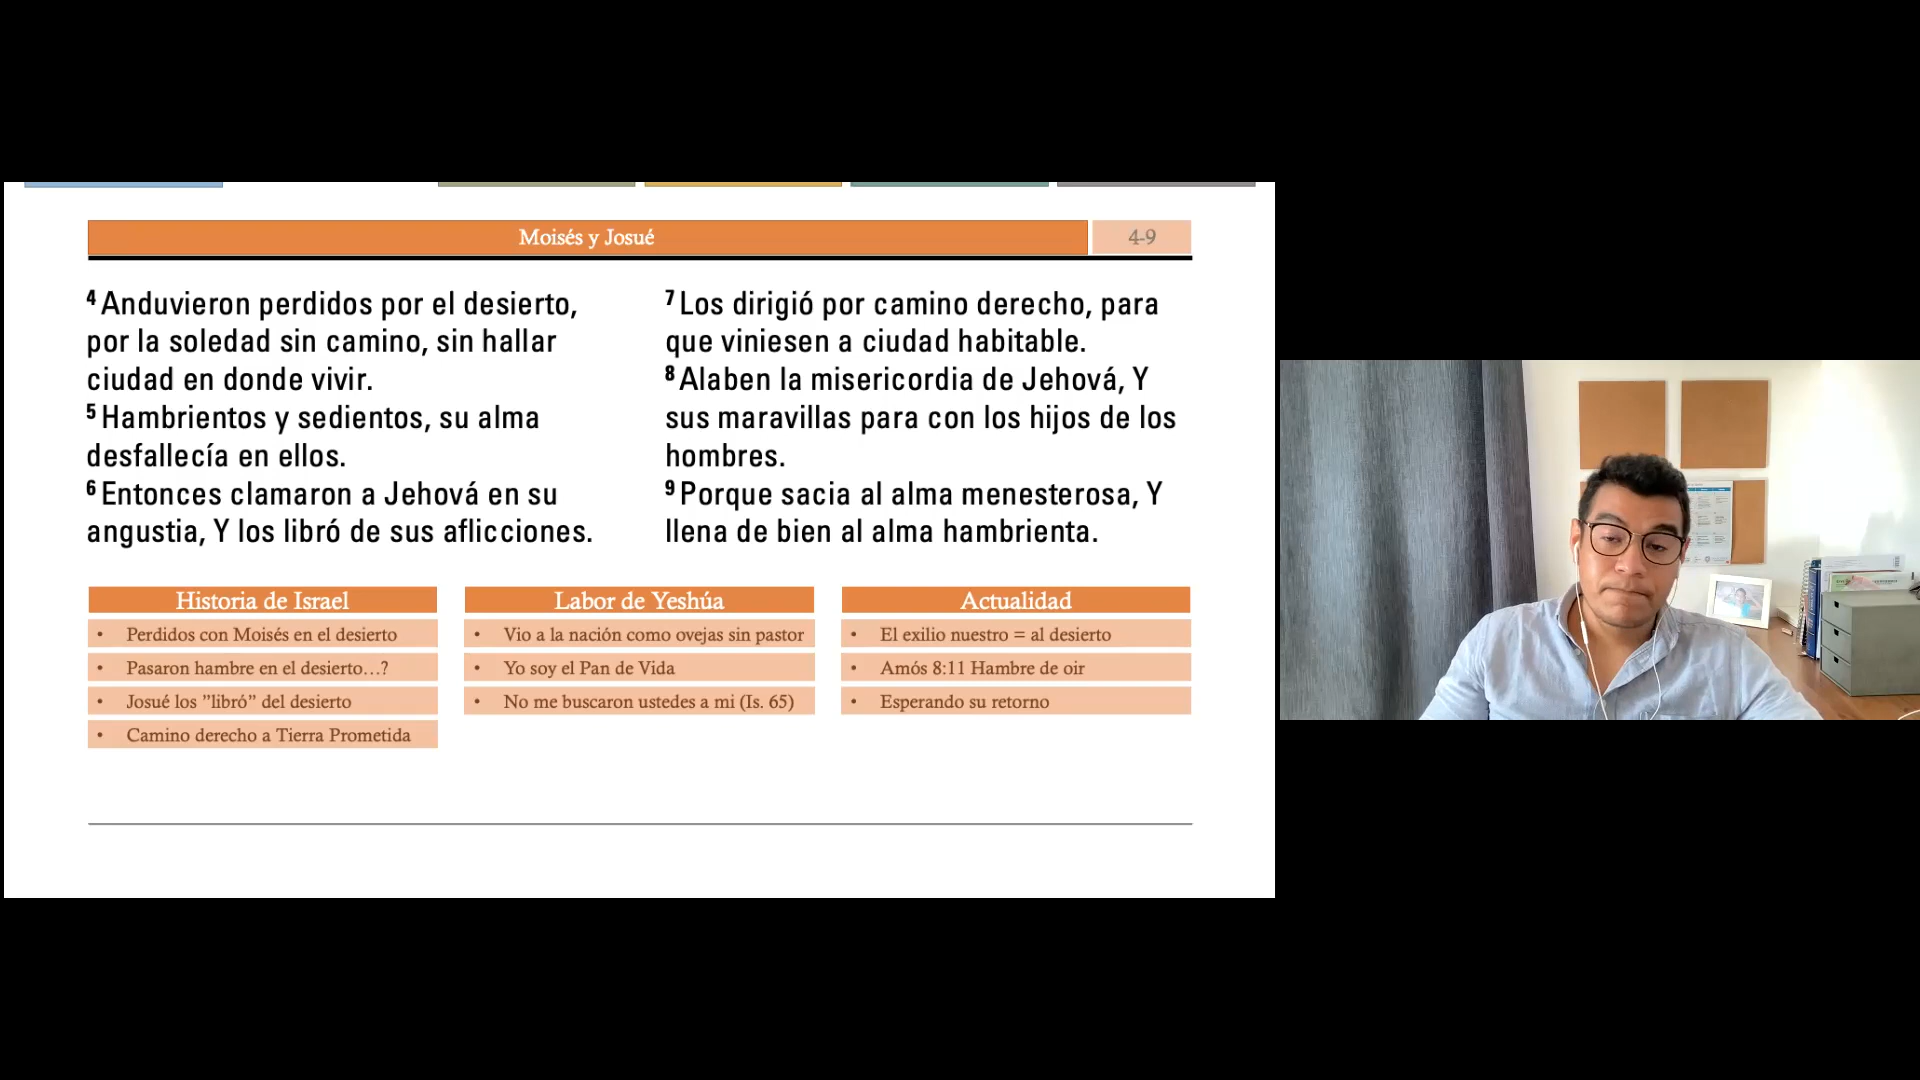 Moisés y Josué
4-9
4 Anduvieron perdidos por el desierto,
por la soledad sin camino, sin hallar
ciudad en donde vivir.
5 Hambrientos y sedientos, su alma
desfallecía en ellos.
6 Entonces clamaron a Jehová en su
angustia, Y los libró de sus aflicciones.
7 Los dirigió por camino derecho, para
que viniesen a ciudad habitable.
8 Alaben la misericordia de Jehová, Y
sus maravillas para con los hijos de los
hombres.
9 Porque sacia al alma menesterosa, Y
llena de bien al alma hambrienta.
Historia de Israel
• Perdidos con Moisés en el desierto
• Pasaron hambre en el desierto…?
• Josué los ”libró” del desierto
• Camino derecho a Tierra Prometida
Labor de Yeshúa
• Vio a la nación como ovejas sin pastor
• Yo soy el Pan de Vida
• No me buscaron ustedes a mi (Is. 65)
Actualidad
• El exilio nuestro = al desierto
• Amós 8:11 Hambre de oir
• Esperando su retorno